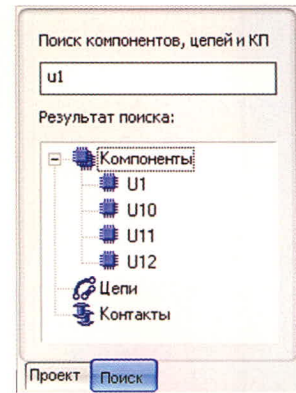 Поиск компонентов, цепей и КП
u1
Результат поиска:
Компоненты
U1
U10
U11
U12
Цепи
Контакты
Проект Поиск